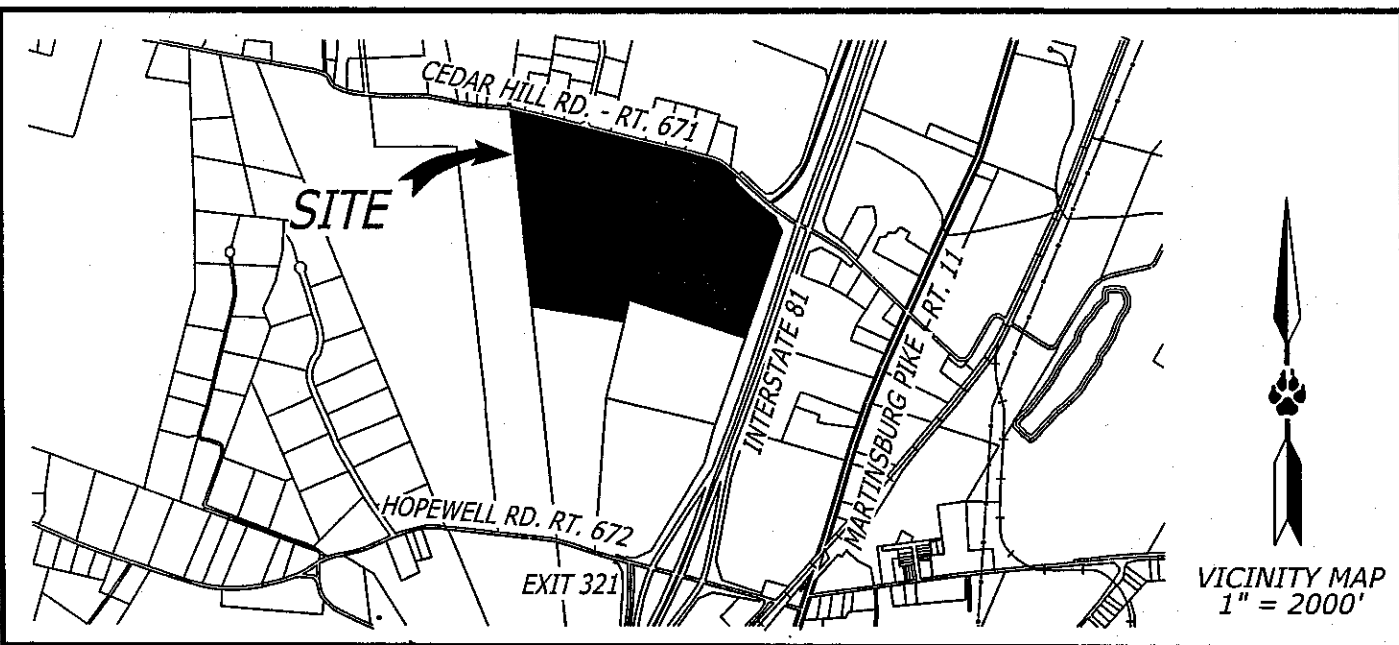 CEDAR HILL RD. - RT. 671
SITE
INTERSTATE 81
MARTINSBURG PIKE - RT. 11
HOPEWELL RD. RT. 672
EXIT 321
VICINITY MAP
1" = 2000'